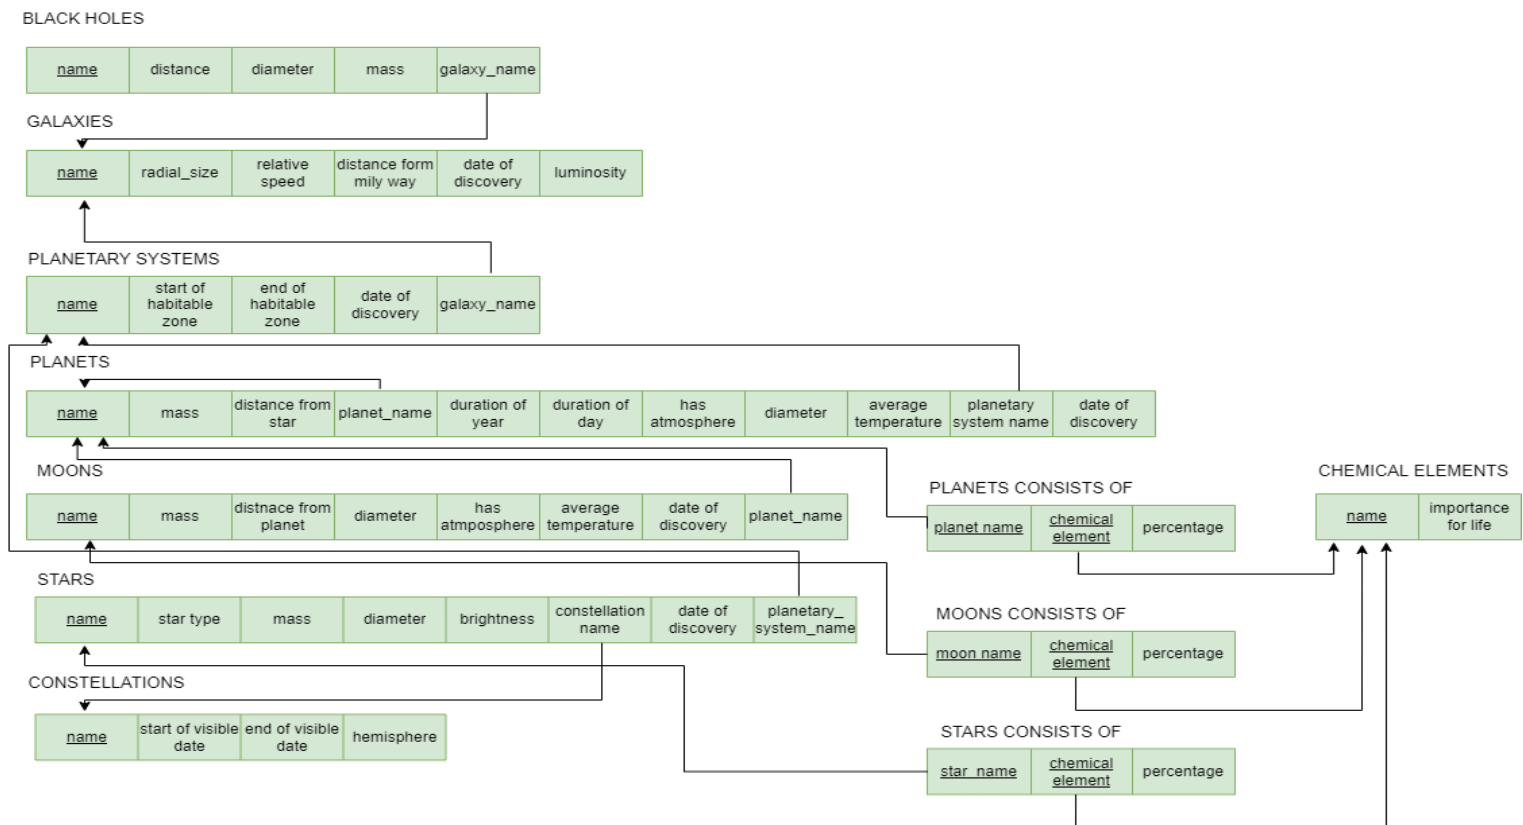 BLACK HOLES
name distance diameter mass galaxy_name
GALAXIES
name radial_size relative speed distance form mily way date of discovery luminosity
PLANETARY SYSTEMS
name start of habitable zone end of habitable zone date of discovery galaxy_name
PLANETS
name mass distance from star planet_name duration of year duration of day has atmosphere diameter average temperature planetary system name date of discovery
MOONS
name mass distnace from planet diameter has atmposphere average temperature date of discovery planet_name
STARS
name star type mass diameter brightness constellation name date of discovery planetary_ system_name
CONSTELLATIONS
name start of visible date end of visible date hemisphere
PLANETS CONSISTS OF
planet name chemical element percentage
CHEMICAL ELEMENTS
name importance for life
MOONS CONSISTS OF
moon name chemical element percentage
STARS CONSISTS OF
star_name chemical element percentage